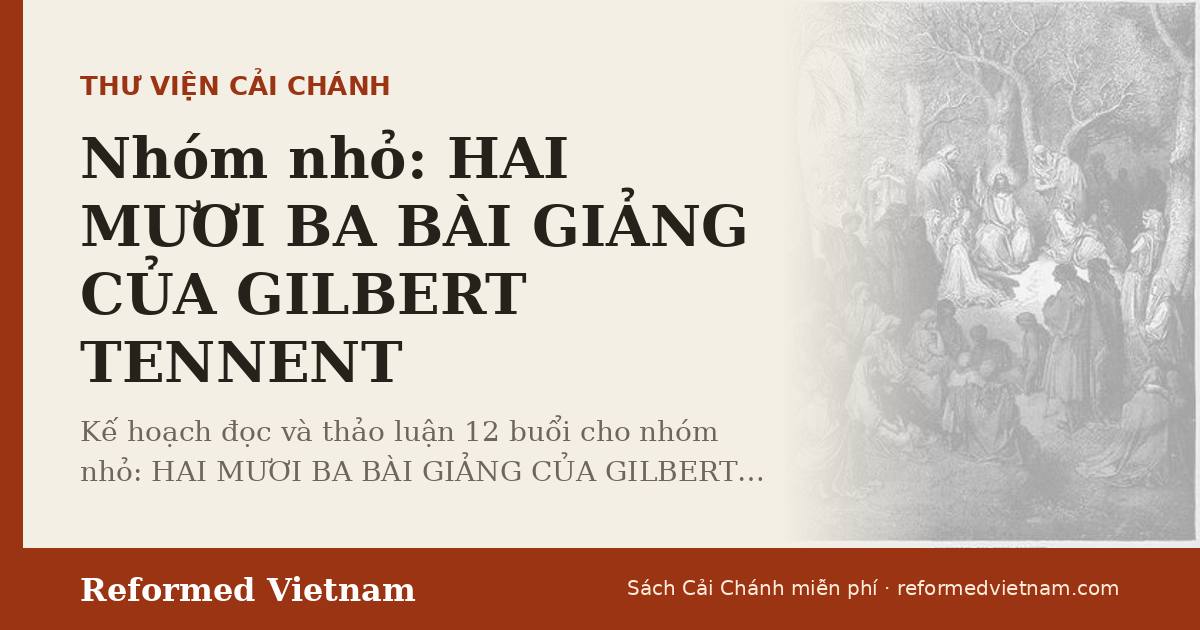 THƯ VIỆN CẢI CHÁNH
Nhóm nhỏ: HAI
MƯƠI BA BÀI GIẢNG
CỦA GILBERT
TENNENT
Kế hoạch đọc và thảo luận 12 buổi cho nhóm
nhỏ: HAI MƯƠI BA BÀI GIẢNG CỦA GILBERT...
Reformed Vietnam
Sách Cải Chánh miễn phí · reformedvietnam.com